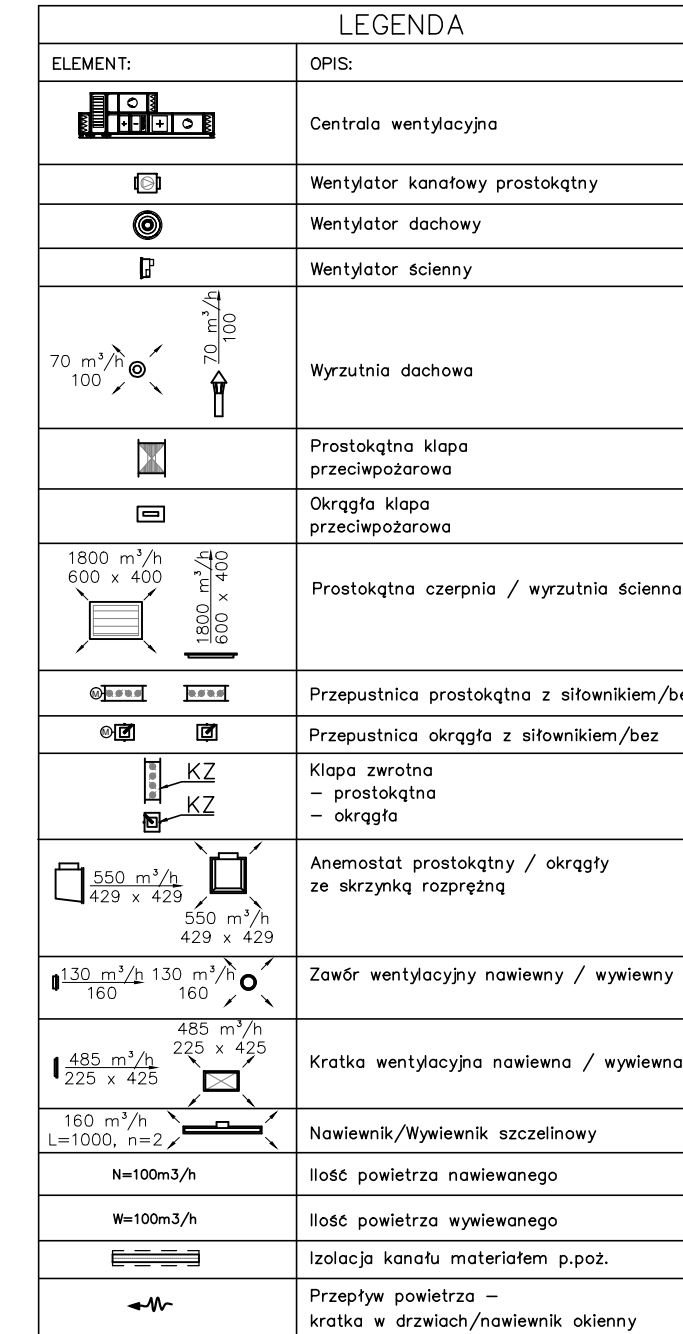 LEGENDA
ELEMENT:
OPIS:
Centrala wentylacyjna
Wentylator kanałowy prostokątny
Wentylator dachowy
Wentylator ścienny
70 m³/h
100
70 m³/h
100
Wyrzutnia dachowa
Prostokątna klapa
przeciwpożarowa
Okrągła klapa
przeciwpożarowa
1800 m³/h
600 x 400
1800 m³/h
600 x 400
Prostokątna czerpnia / wyrzutnia ścienna
M
Przepustnica prostokątna z siłownikiem/be
M
Przepustnica okrągła z siłownikiem/bez
KZ
KZ
Klapa zwrotna
– prostokątna
– okrągła
550 m³/h
429 x 429
550 m³/h
429 x 429
Anemostat prostokątny / okrągły
ze skrzynką rozprężną
130 m³/h
160
130 m³/h
160
Zawór wentylacyjny nawiewny / wywiewny
485 m³/h
225 x 425
485 m³/h
225 x 425
Kratka wentylacyjna nawiewna / wywiewna
160 m³/h
L=1000, n=2
Nawiewnik/Wywiewnik szczelinowy
N=100m3/h
Ilość powietrza nawiewanego
W=100m3/h
Ilość powietrza wywiewanego
Izolacja kanału materiałem p.poż.
Przepływ powietrza –
kratka w drzwiach/nawiewnik okienny